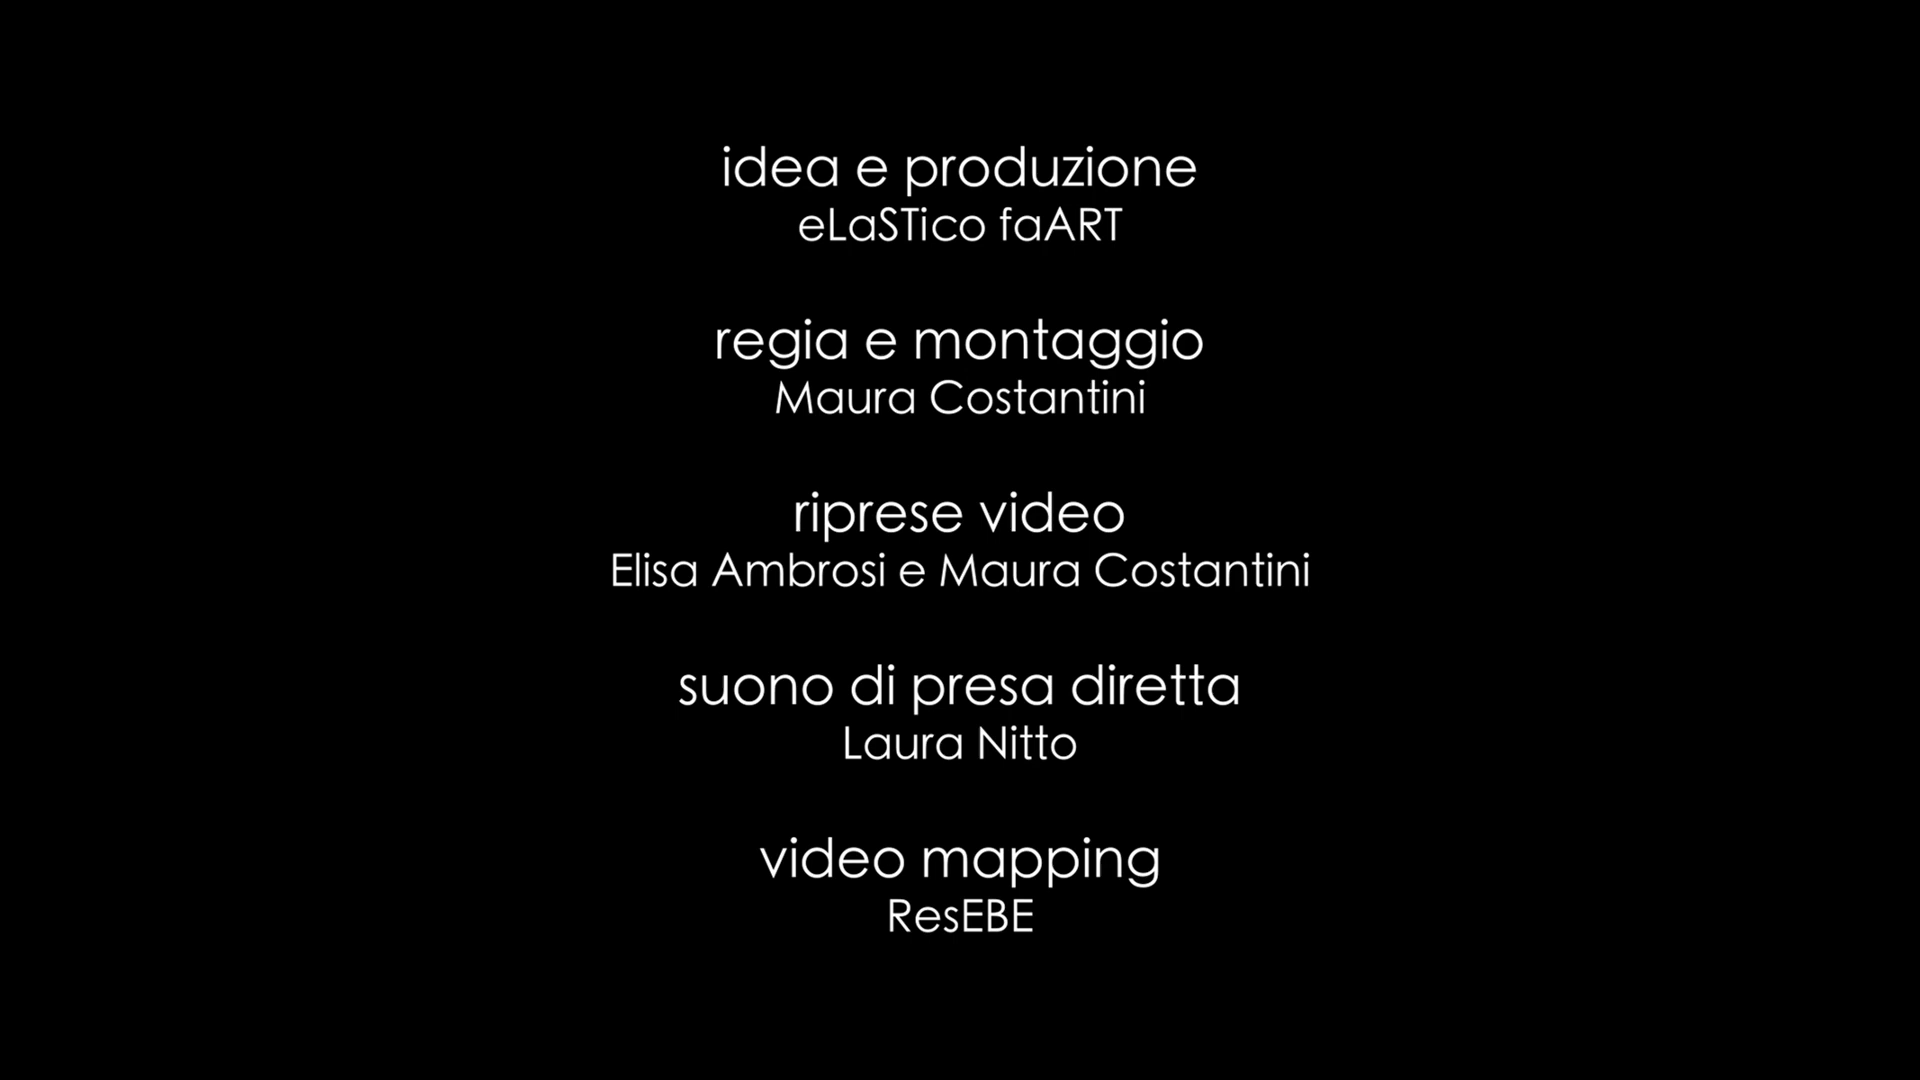 idea e produzione
eLaSTico faART
regia e montaggio
Maura Costantini
riprese video
Elisa Ambrosi e Maura Costantini
suono di presa diretta
Laura Nitto
video mapping
ResEBE